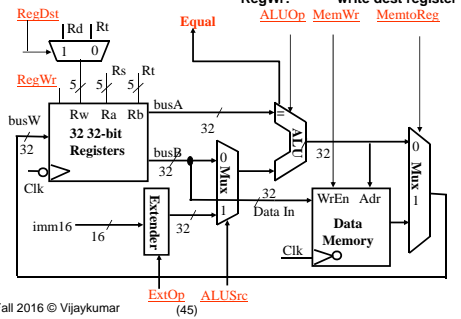 RegWr: write dest register
RegDst
Equal
ALUOp MemWr MemtoReg
Rd Rt
1 0
Rs Rt
RegWr 5 5 5
busA
Rw Ra Rb
busW
32 32-bit
Registers
32
32
busB
32
Clk
=
ALU
32 32
0
Mux
1
0
Mux
1
32
Data In
WrEn Adr
Data
Memory
Clk
imm16
16
Extender
32
ExtOp ALUSrc
Fall 2016 © Vijaykumar (45)